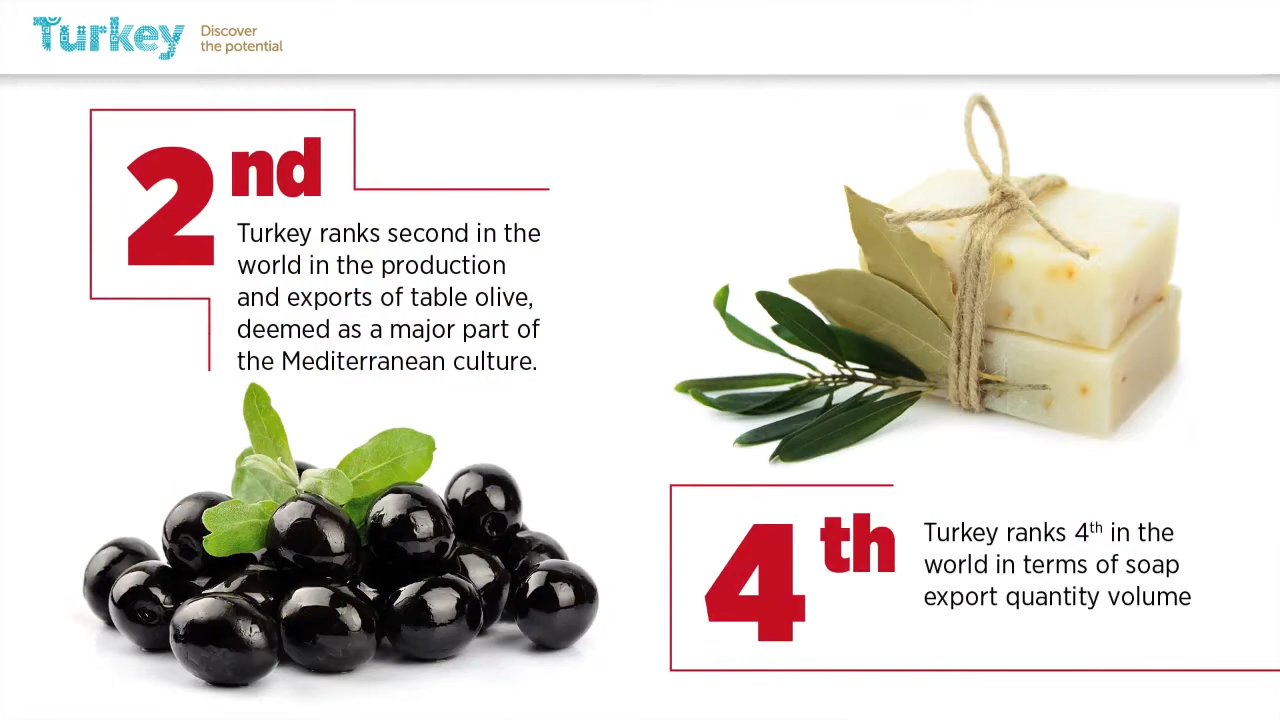 Turkey
Discover
the potential
2nd
Turkey ranks second in the
world in the production
and exports of table olive,
deemed as a major part of
the Mediterranean culture.
4th
Turkey ranks 4th in the
world in terms of soap
export quantity volume